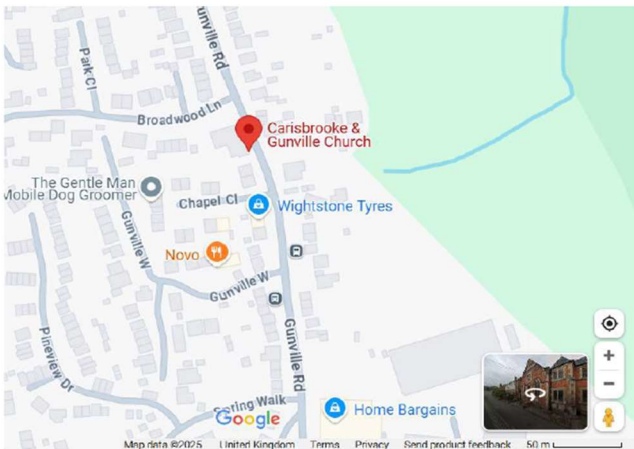 Gunville Rd
Park Cl
Broadwood Ln
Carisbrooke &
Gunville Church
The Gentle Man
Mobile Dog Groomer
Chapel Cl
Wightstone Tyres
Gunville W
Novo
Gunville W
Gunville Rd
Pineview Dr
Spring Walk
Google
Home Bargains
Map data ©2025 United Kingdom Terms Privacy Send product feedback 50 m